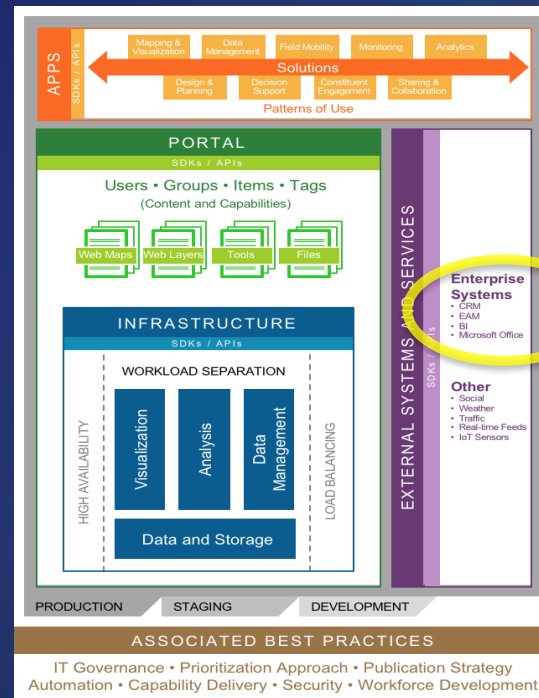 APPS
SDKs / APIs
Mapping &
Visualization
Data
Management
Field Mobility
Monitoring
Analytics
Solutions
Design &
Planning
Decision
Support
Constituent
Engagement
Sharing &
Collaboration
Patterns of Use
PORTAL
SDKs / APIs
Users • Groups • Items • Tags
(Content and Capabilities)
Web Maps
Web Layers
Tools
Files
INFRASTRUCTURE
SDKs / APIs
WORKLOAD SEPARATION
HIGH AVAILABILITY
Visualization
Analysis
Data
Management
LOAD BALANCING
Data and Storage
EXTERNAL SYSTEMS AND SERVICES
SDKs / APIs
Enterprise
Systems
• CRM
• EAM
• BI
• Microsoft Office
Other
• Social
• Weather
• Traffic
• Real-time Feeds
• IoT Sensors
PRODUCTION
STAGING
DEVELOPMENT
ASSOCIATED BEST PRACTICES
IT Governance • Prioritization Approach • Publication Strategy
Automation • Capability Delivery • Security • Workforce Development